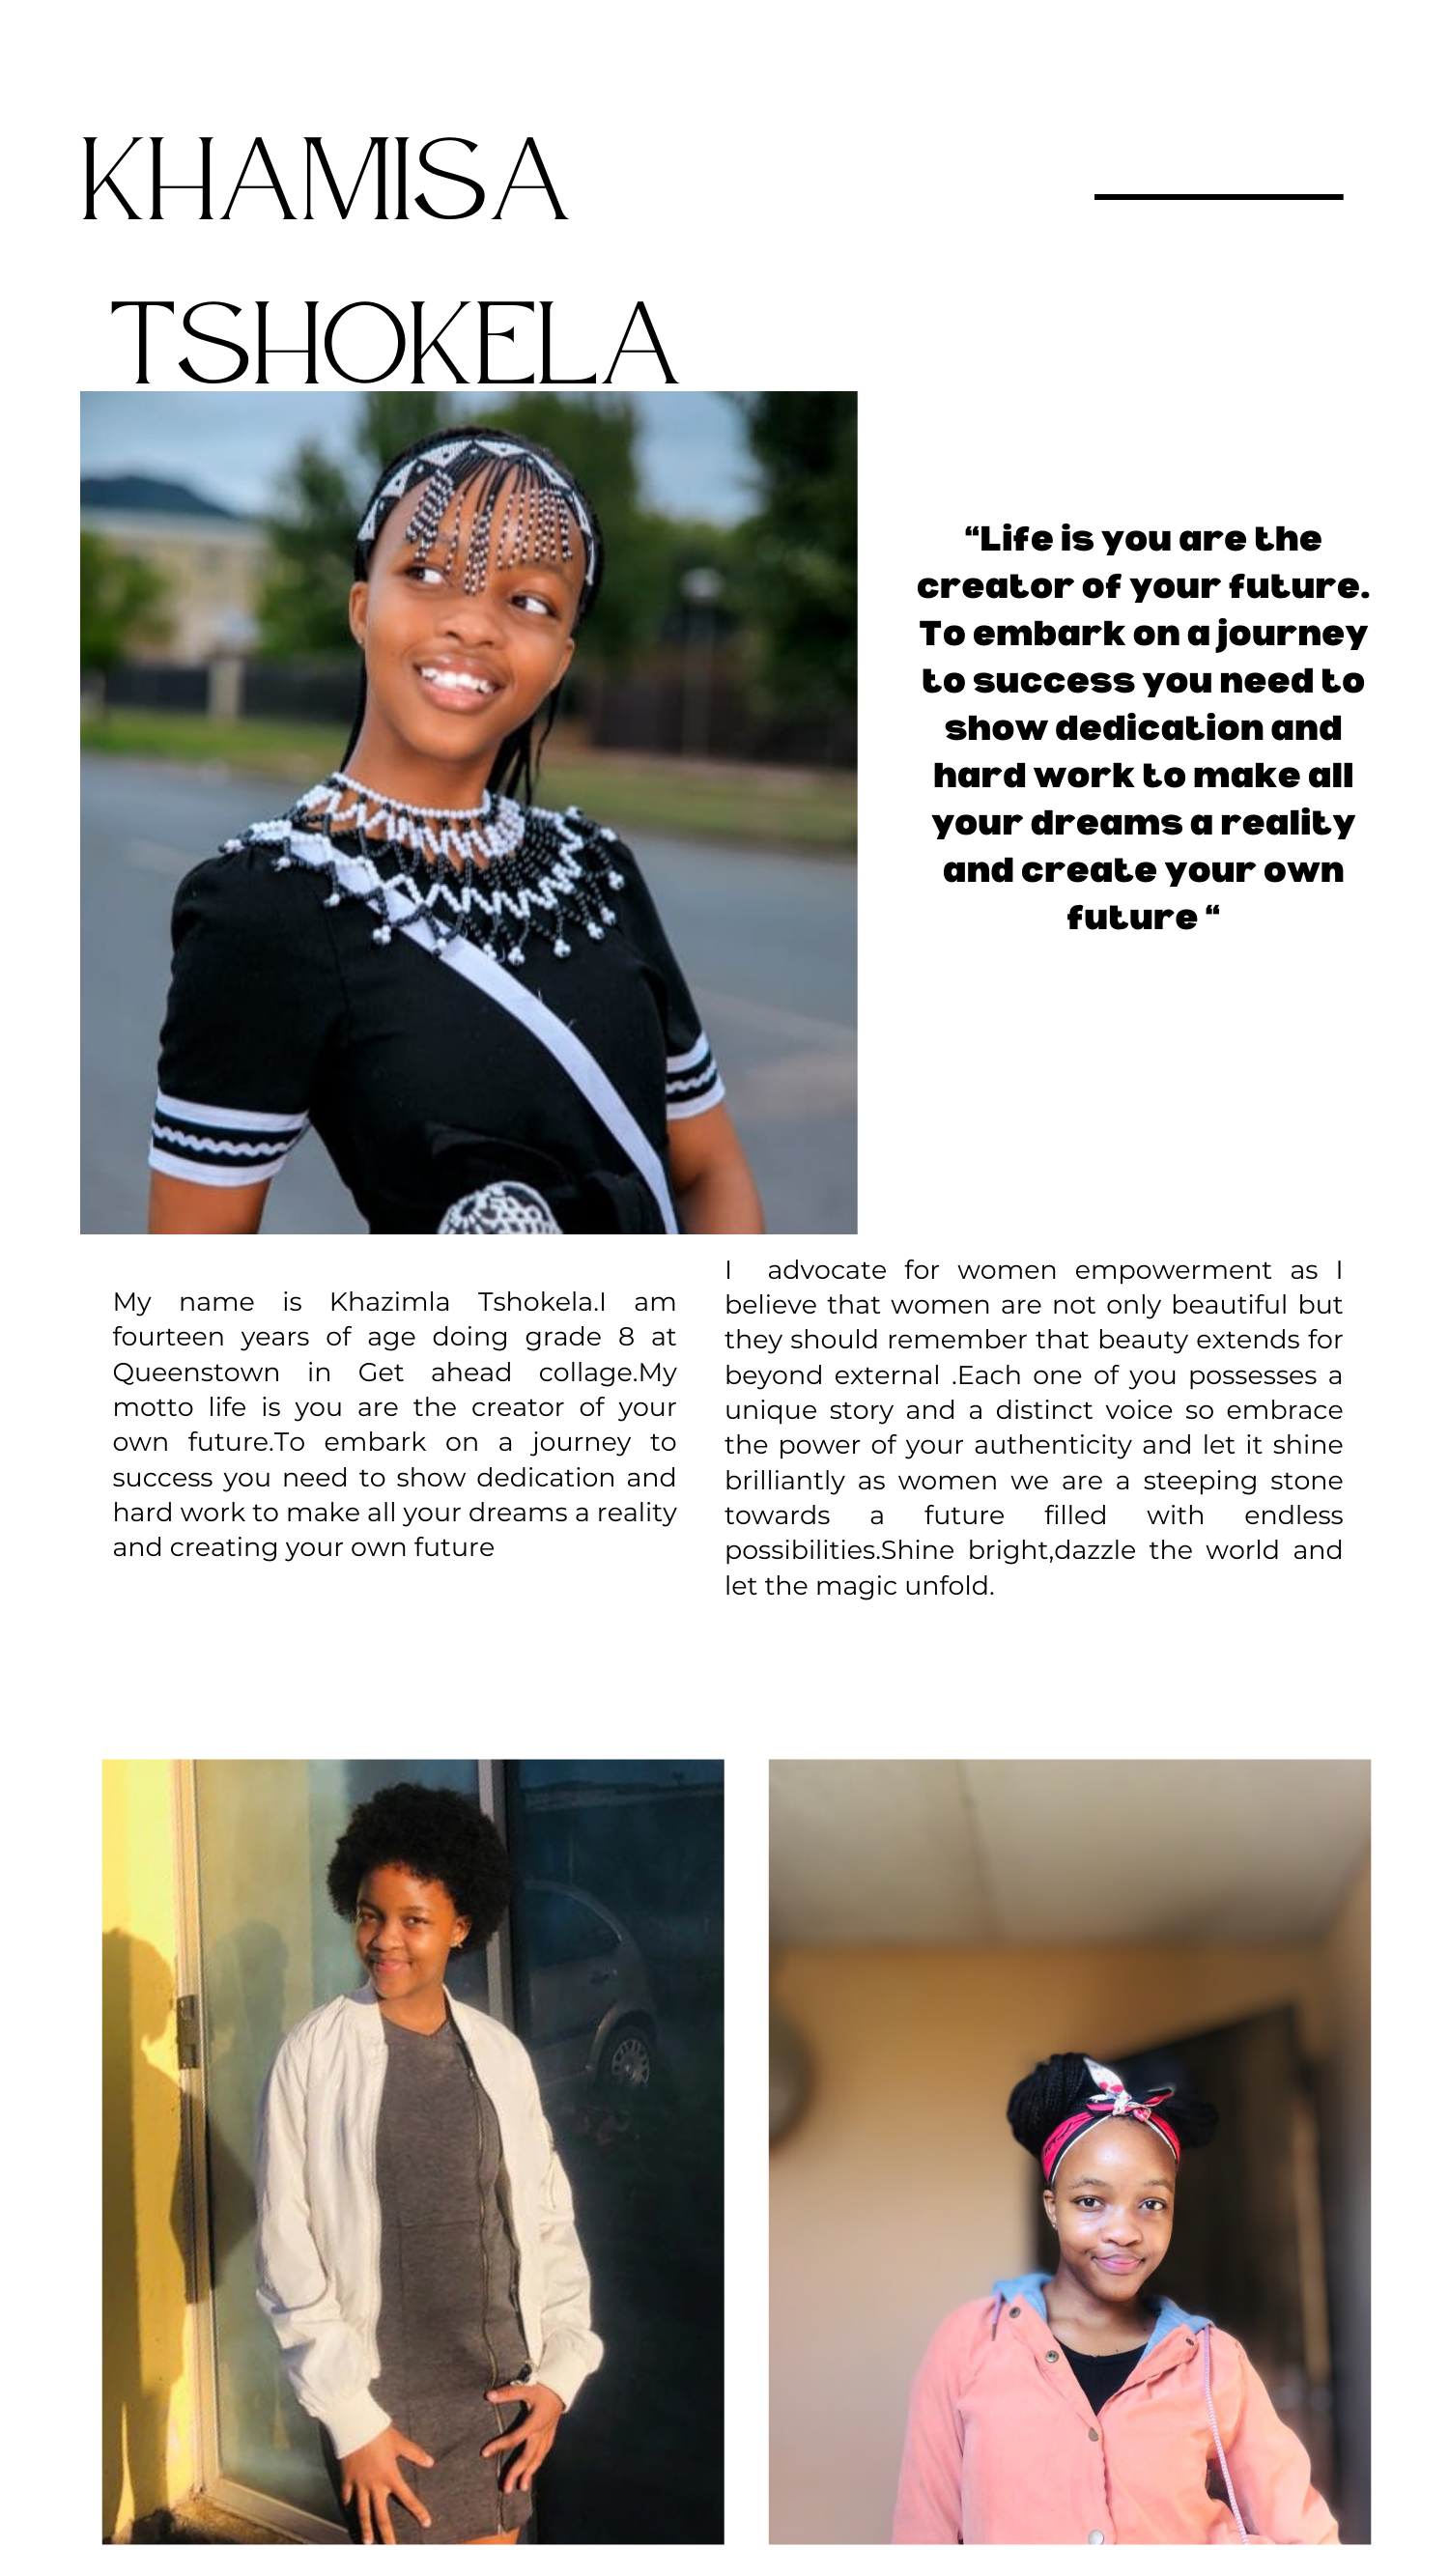 KHAMISA
TSHOKELA
“Life is you are the
creator of your future.
To embark on a journey
to success you need to
show dedication and
hard work to make all
your dreams a reality
and create your own
future “
My name is Khazimla Tshokela.I am
fourteen years of age doing grade 8 at
Queenstown in Get ahead collage.My
motto life is you are the creator of your
own future.To embark on a journey to
success you need to show dedication and
hard work to make all your dreams a reality
and creating your own future
I advocate for women empowerment as I
believe that women are not only beautiful but
they should remember that beauty extends for
beyond external .Each one of you possesses a
unique story and a distinct voice so embrace
the power of your authenticity and let it shine
brilliantly as women we are a steeping stone
towards a future filled with endless
possibilities.Shine bright,dazzle the world and
let the magic unfold.